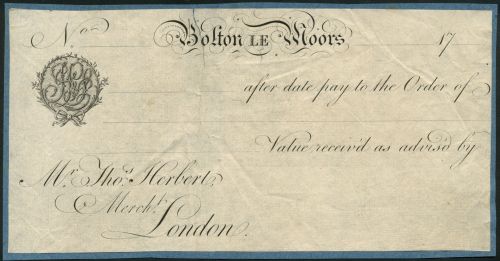 No. Bolton LE Moors 17
after date pay to the Order of
Value receiv'd as advis'd by
Mr. Thos. Herbert,
Mercht.
London.